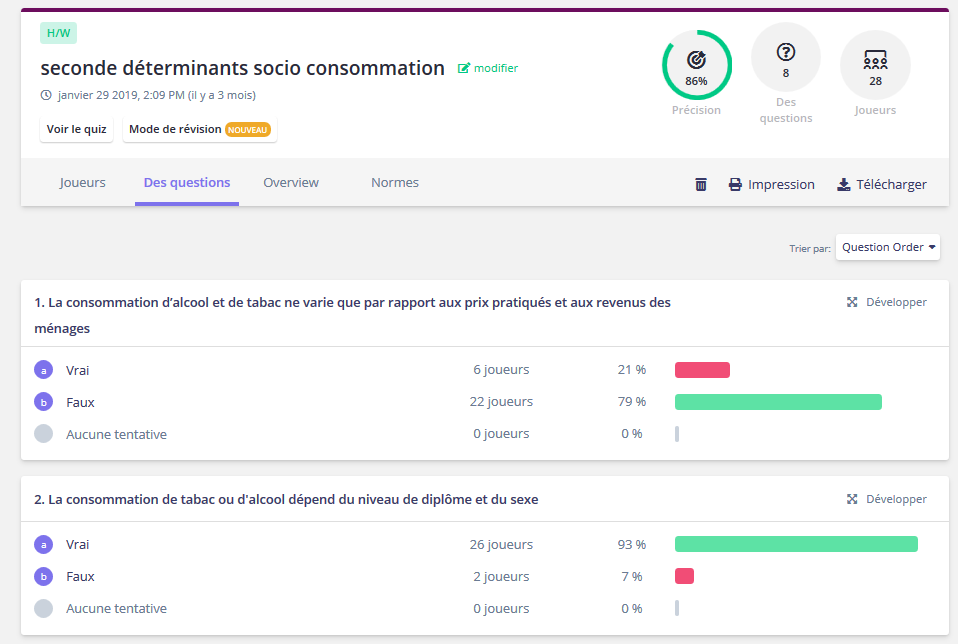 H/W
seconde déterminants socio consommation modifier
janvier 29 2019, 2:09 PM (il y a 3 mois)
Voir le quiz Mode de révision NOUVEAU
86%
Précision
8
Des
questions
28
Joueurs
Joueurs Des questions Overview Normes Impression Télécharger
Trier par: Question Order
1. La consommation d’alcool et de tabac ne varie que par rapport aux prix pratiqués et aux revenus des
ménages
Développer
a Vrai 6 joueurs 21 %
b Faux 22 joueurs 79 %
Aucune tentative 0 joueurs 0 %
2. La consommation de tabac ou d'alcool dépend du niveau de diplôme et du sexe Développer
a Vrai 26 joueurs 93 %
b Faux 2 joueurs 7 %
Aucune tentative 0 joueurs 0 %